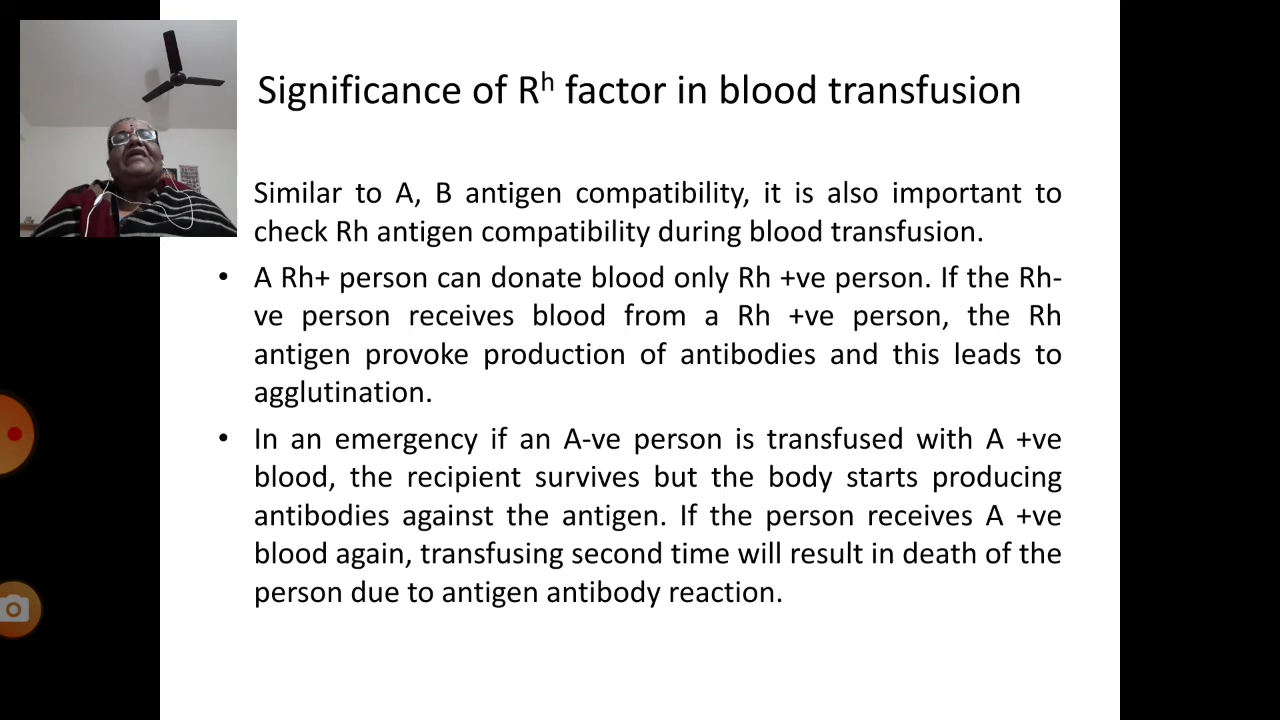 Significance of Rh factor in blood transfusion
Similar to A, B antigen compatibility, it is also important to
check Rh antigen compatibility during blood transfusion.
• A Rh+ person can donate blood only Rh +ve person. If the Rh-
ve person receives blood from a Rh +ve person, the Rh
antigen provoke production of antibodies and this leads to
agglutination.
• In an emergency if an A-ve person is transfused with A +ve
blood, the recipient survives but the body starts producing
antibodies against the antigen. If the person receives A +ve
blood again, transfusing second time will result in death of the
person due to antigen antibody reaction.